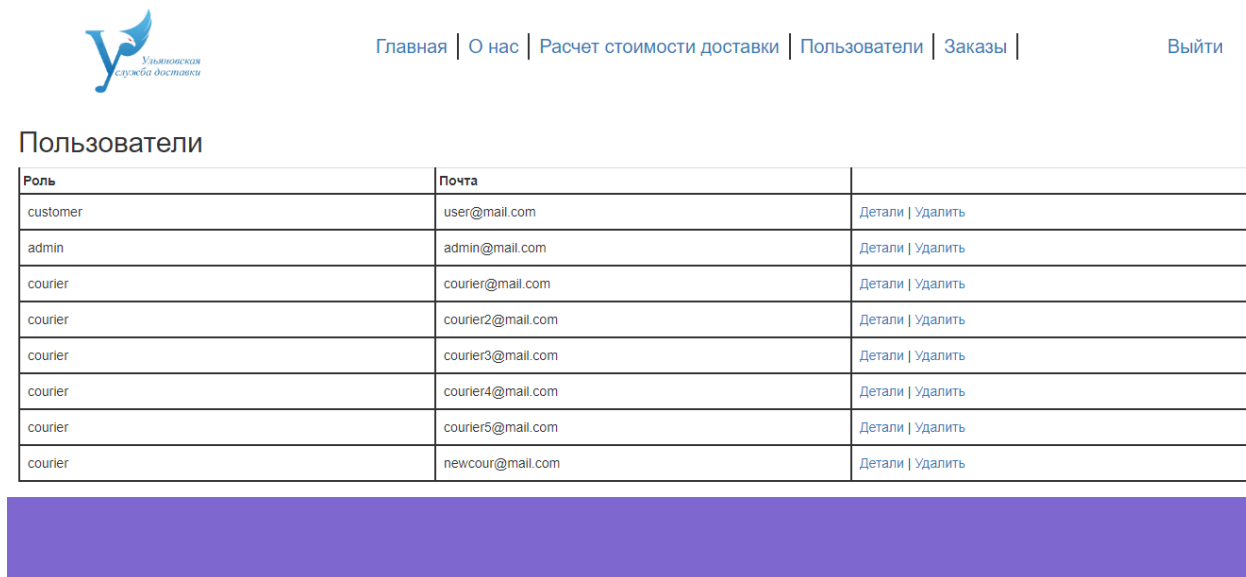 Ульяновская
служба доставки
Главная | О нас | Расчет стоимости доставки | Пользователи | Заказы | Выйти
Пользователи
Роль Почта
customer user@mail.com Детали | Удалить
admin admin@mail.com Детали | Удалить
courier courier@mail.com Детали | Удалить
courier courier2@mail.com Детали | Удалить
courier courier3@mail.com Детали | Удалить
courier courier4@mail.com Детали | Удалить
courier courier5@mail.com Детали | Удалить
courier newcour@mail.com Детали | Удалить